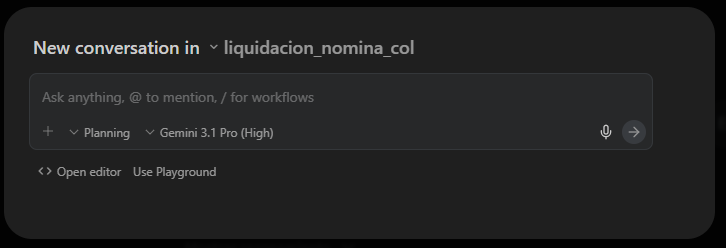 New conversation in liquidacion_nomina_col
Ask anything, @ to mention, / for workflows
Planning Gemini 3.1 Pro (High)
Open editor Use Playground